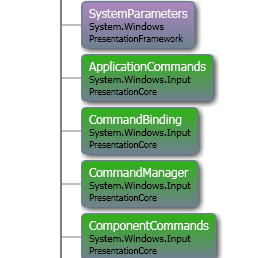 SystemParameters
System.Windows
PresentationFramework
ApplicationCommands
System.Windows.Input
PresentationCore
CommandBinding
System.Windows.Input
PresentationCore
CommandManager
System.Windows.Input
PresentationCore
ComponentCommands
System.Windows.Input
PresentationCore